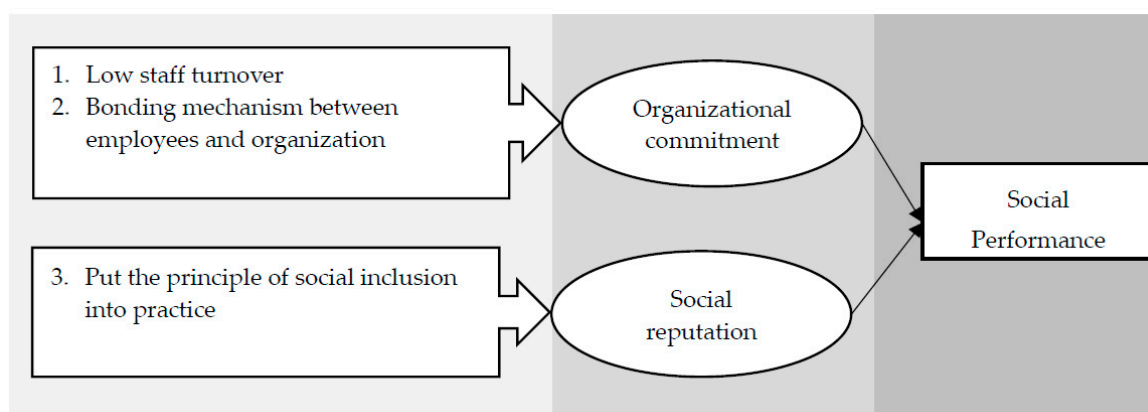 1. Low staff turnover
2. Bonding mechanism between
employees and organization
Organizational
commitment
3. Put the principle of social inclusion
into practice
Social
reputation
Social
Performance